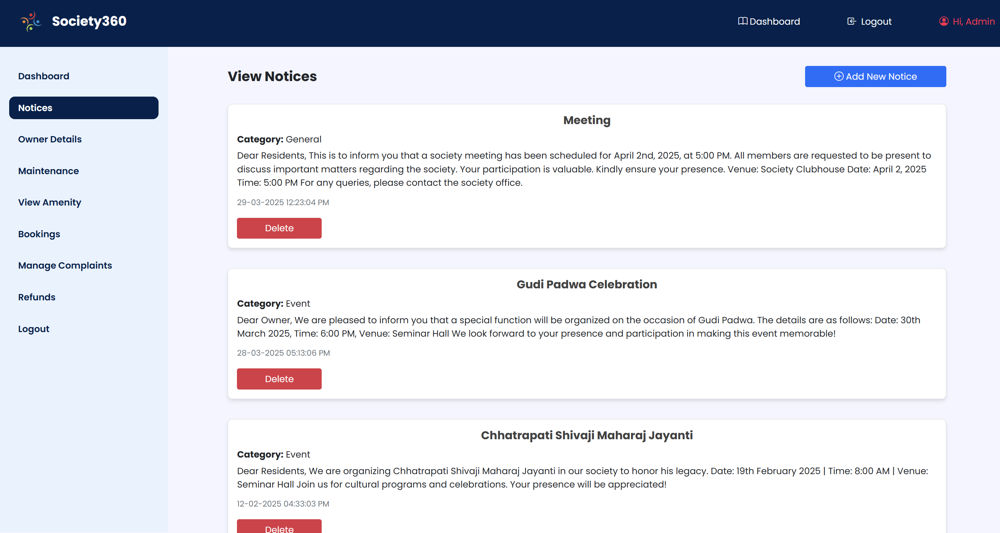 Society360
Dashboard
Logout
Hi, Admin
Dashboard
Notices
Owner Details
Maintenance
View Amenity
Bookings
Manage Complaints
Refunds
Logout
View Notices
Add New Notice
Meeting
Category: General
Dear Residents, This is to inform you that a society meeting has been scheduled for April 2nd, 2025, at 5:00 PM. All members are requested to be present to
discuss important matters regarding the society. Your participation is valuable. Kindly ensure your presence. Venue: Society Clubhouse Date: April 2, 2025
Time: 5:00 PM For any queries, please contact the society office.
29-03-2025 12:23:04 PM
Delete
Gudi Padwa Celebration
Category: Event
Dear Owner, We are pleased to inform you that a special function will be organized on the occasion of Gudi Padwa. The details are as follows: Date: 30th
March 2025, Time: 6:00 PM, Venue: Seminar Hall We look forward to your presence and participation in making this event memorable!
28-03-2025 05:13:06 PM
Delete
Chhatrapati Shivaji Maharaj Jayanti
Category: Event
Dear Residents, We are organizing Chhatrapati Shivaji Maharaj Jayanti in our society to honor his legacy. Date: 19th February 2025 | Time: 8:00 AM | Venue:
Seminar Hall Join us for cultural programs and celebrations. Your presence will be appreciated!
12-02-2025 04:33:03 PM
Delete